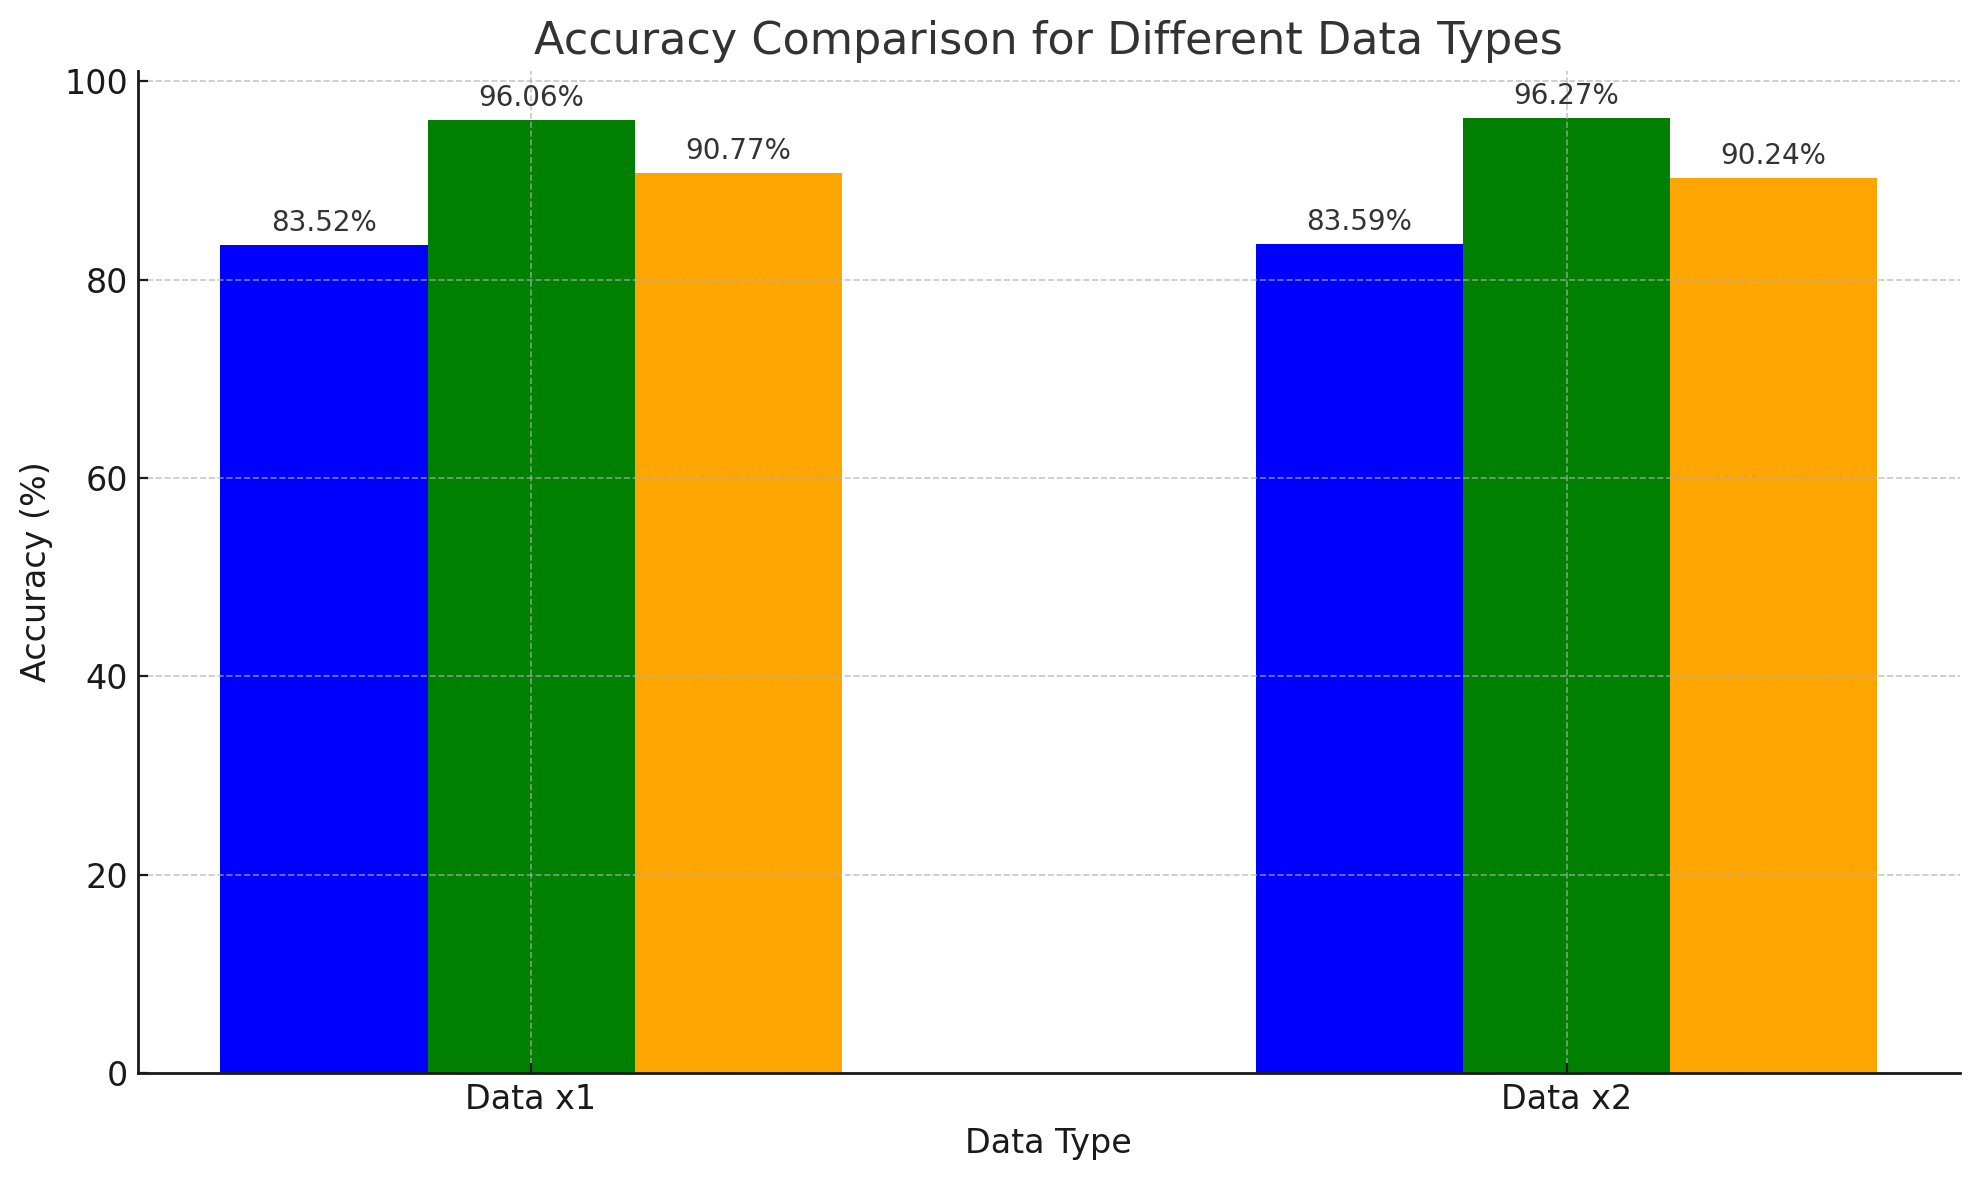 Accuracy Comparison for Different Data Types
100
80
60
40
20
0
Accuracy (%)
83.52%
96.06%
90.77%
83.59%
96.27%
90.24%
Data x1
Data x2
Data Type